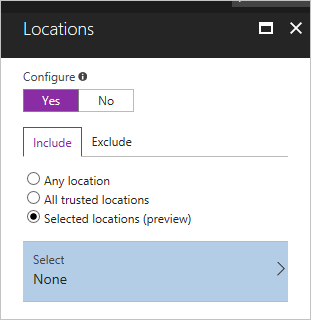 Locations
Configure
Yes No
Include Exclude
Any location
All trusted locations
Selected locations (preview)
Select
None